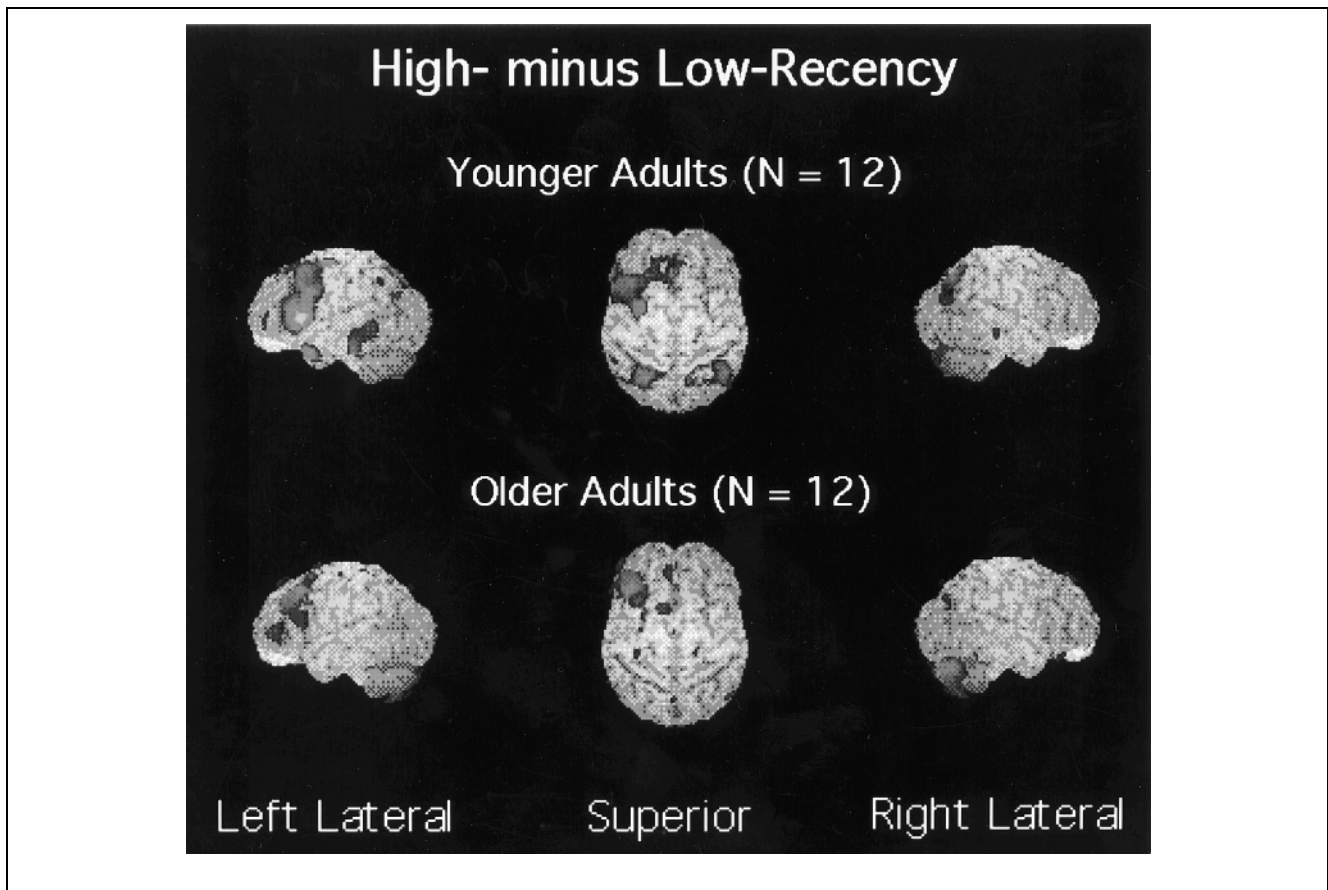 High- minus Low-Recency
Younger Adults (N = 12)
Older Adults (N = 12)
Left Lateral
Superior
Right Lateral